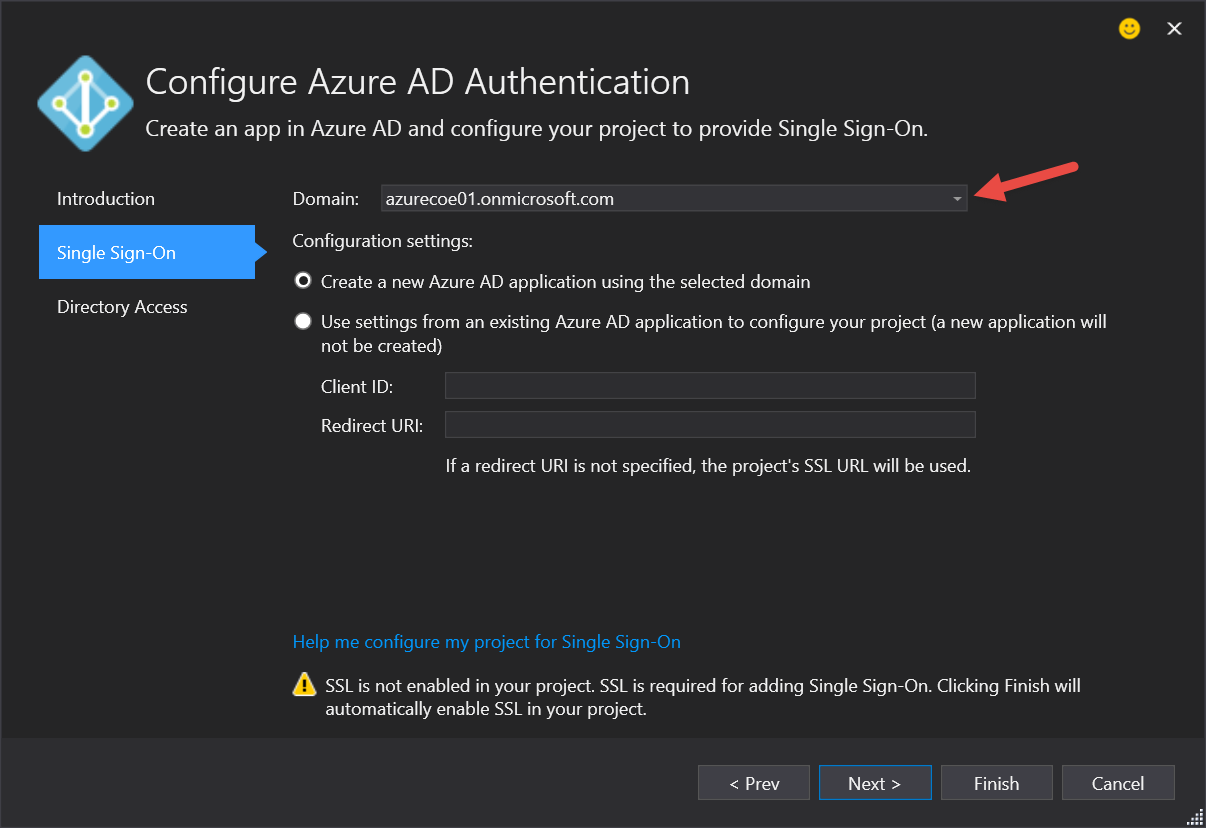 Configure Azure AD Authentication
Create an app in Azure AD and configure your project to provide Single Sign-On.
Introduction
Single Sign-On
Directory Access
Domain: azurecoe01.onmicrosoft.com
Configuration settings:
Create a new Azure AD application using the selected domain
Use settings from an existing Azure AD application to configure your project (a new application will
not be created)
Client ID:
Redirect URI:
If a redirect URI is not specified, the project's SSL URL will be used.
Help me configure my project for Single Sign-On
SSL is not enabled in your project. SSL is required for adding Single Sign-On. Clicking Finish will
automatically enable SSL in your project.
< Prev Next > Finish Cancel